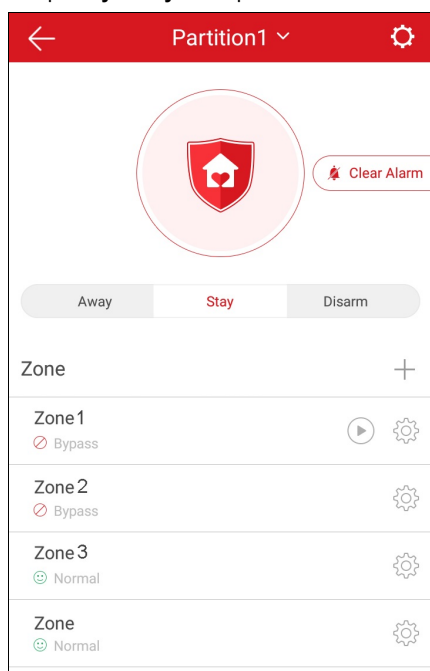 Partition1
Clear Alarm
Away Stay Disarm
Zone
Zone1
Bypass
Zone2
Bypass
Zone3
Normal
Zone
Normal